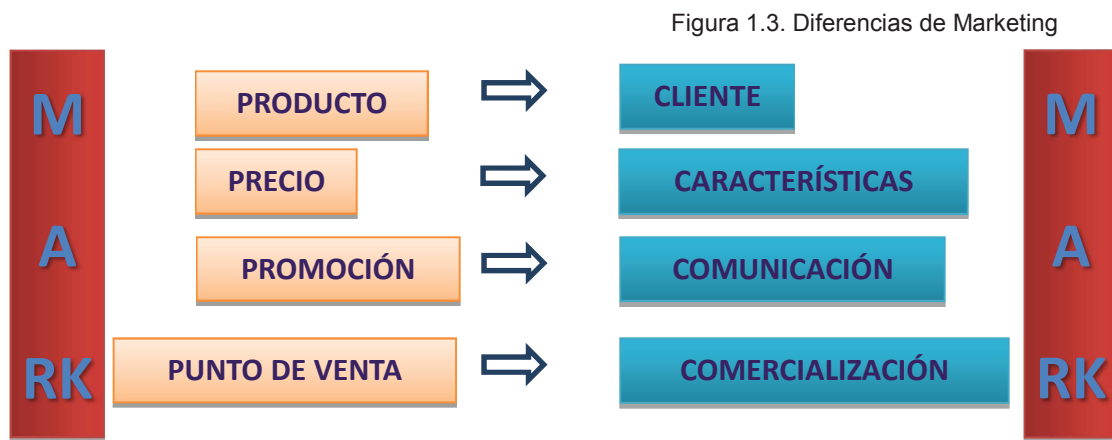 Figura 1.3. Diferencias de Marketing
M
A
RK
PRODUCTO
CLIENTE
PRECIO
CARACTERÍSTICAS
PROMOCIÓN
COMUNICACIÓN
PUNTO DE VENTA
COMERCIALIZACIÓN
M
A
RK